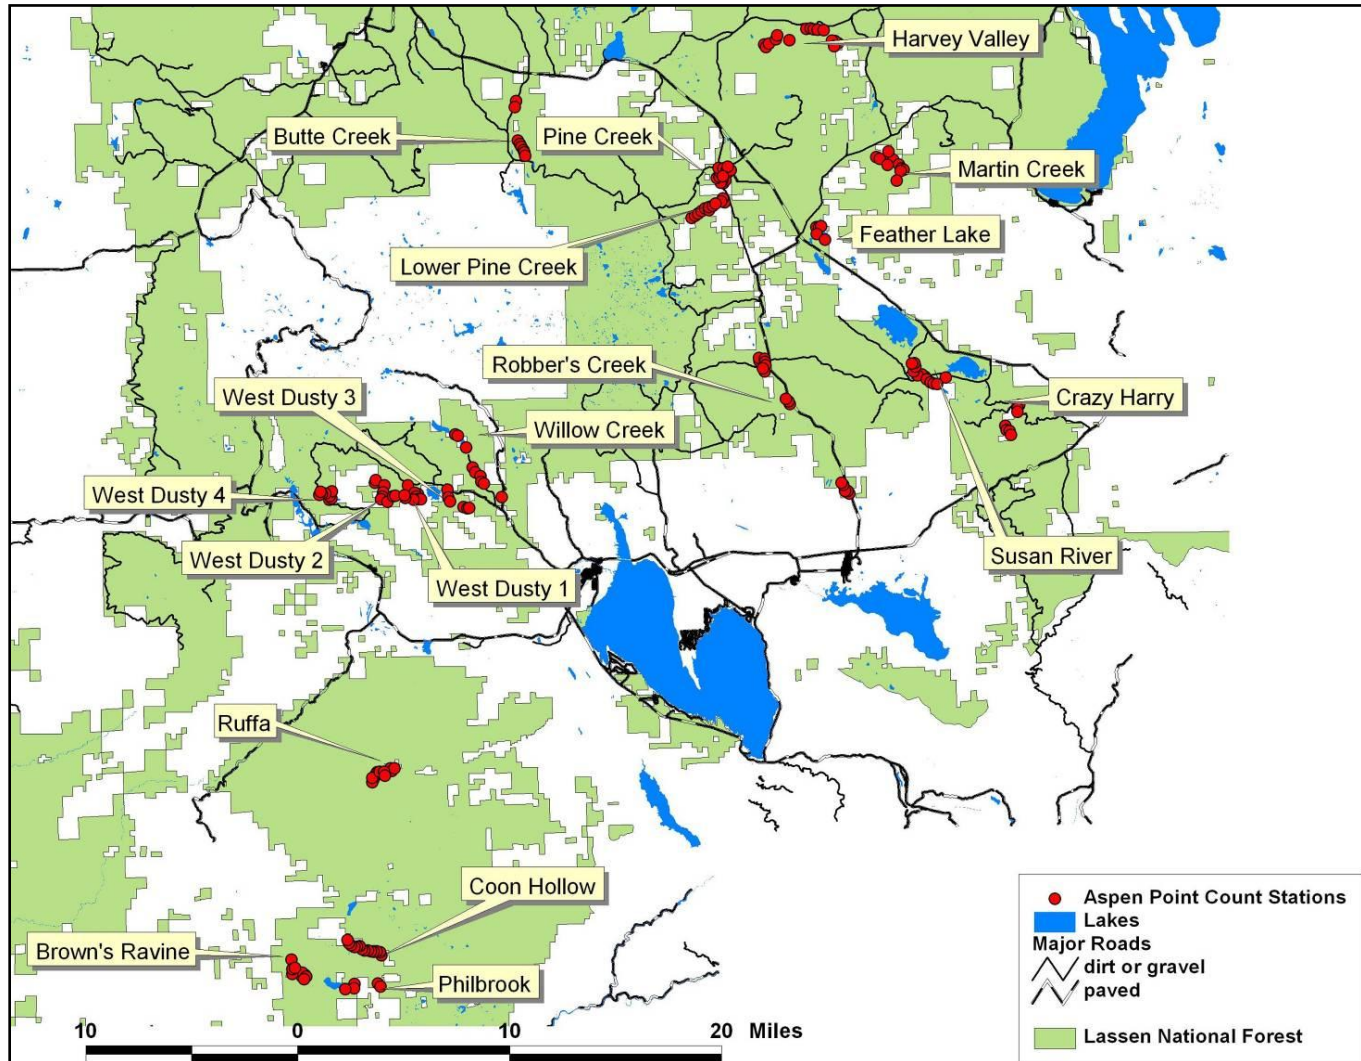 Harvey Valley
Butte Creek
Pine Creek
Martin Creek
Feather Lake
Lower Pine Creek
Robber's Creek
West Dusty 3
Crazy Harry
Willow Creek
West Dusty 4
West Dusty 2
Susan River
West Dusty 1
Ruffa
Coon Hollow
Brown's Ravine
Philbrook
Aspen Point Count Stations
Lakes
Major Roads
dirt or gravel
paved
Lassen National Forest
10 0 10 20 Miles